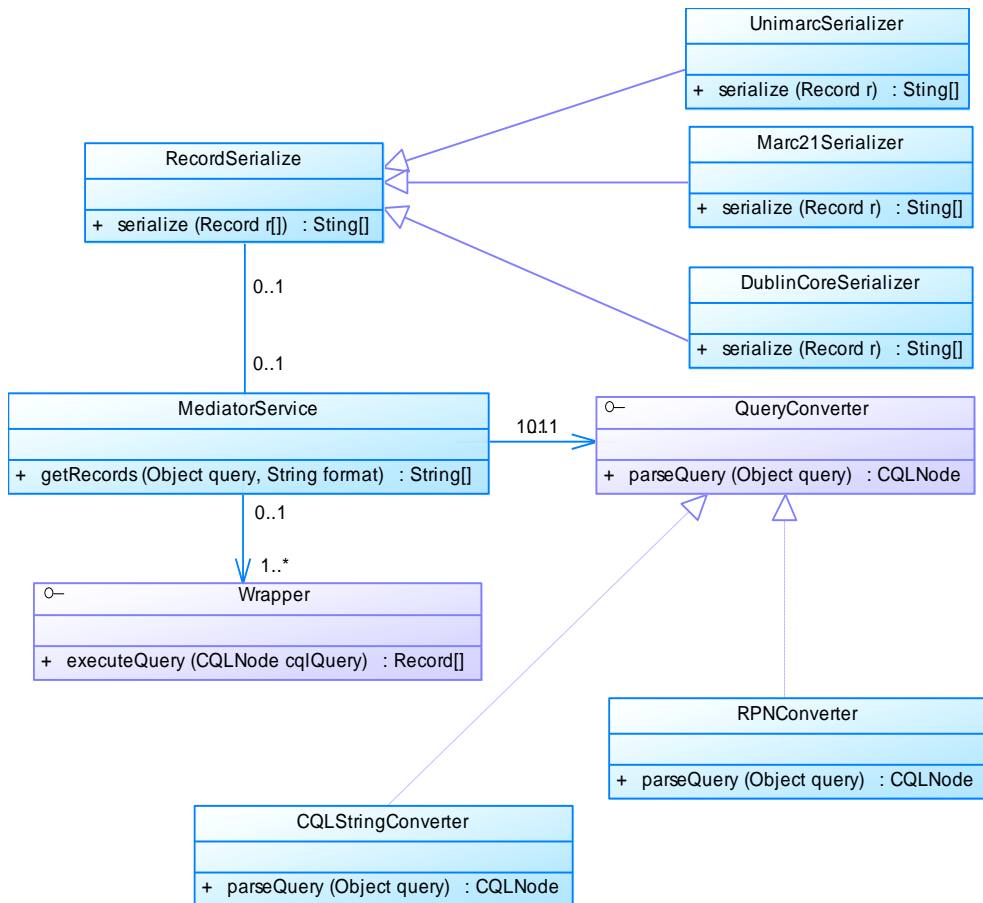 UnimarcSerializer
+ serialize (Record r) : Sting[]
RecordSerialize
+ serialize (Record r[]) : Sting[]
Marc21Serializer
+ serialize (Record r) : Sting[]
DublinCoreSerializer
+ serialize (Record r) : Sting[]
0..1
0..1
MediatorService
+ getRecords (Object query, String format) : String[]
QueryConverter
+ parseQuery (Object query) : CQLNode
0..1
1..*
Wrapper
+ executeQuery (CQLNode cqlQuery) : Record[]
RPNConverter
+ parseQuery (Object query) : CQLNode
CQLStringConverter
+ parseQuery (Object query) : CQLNode